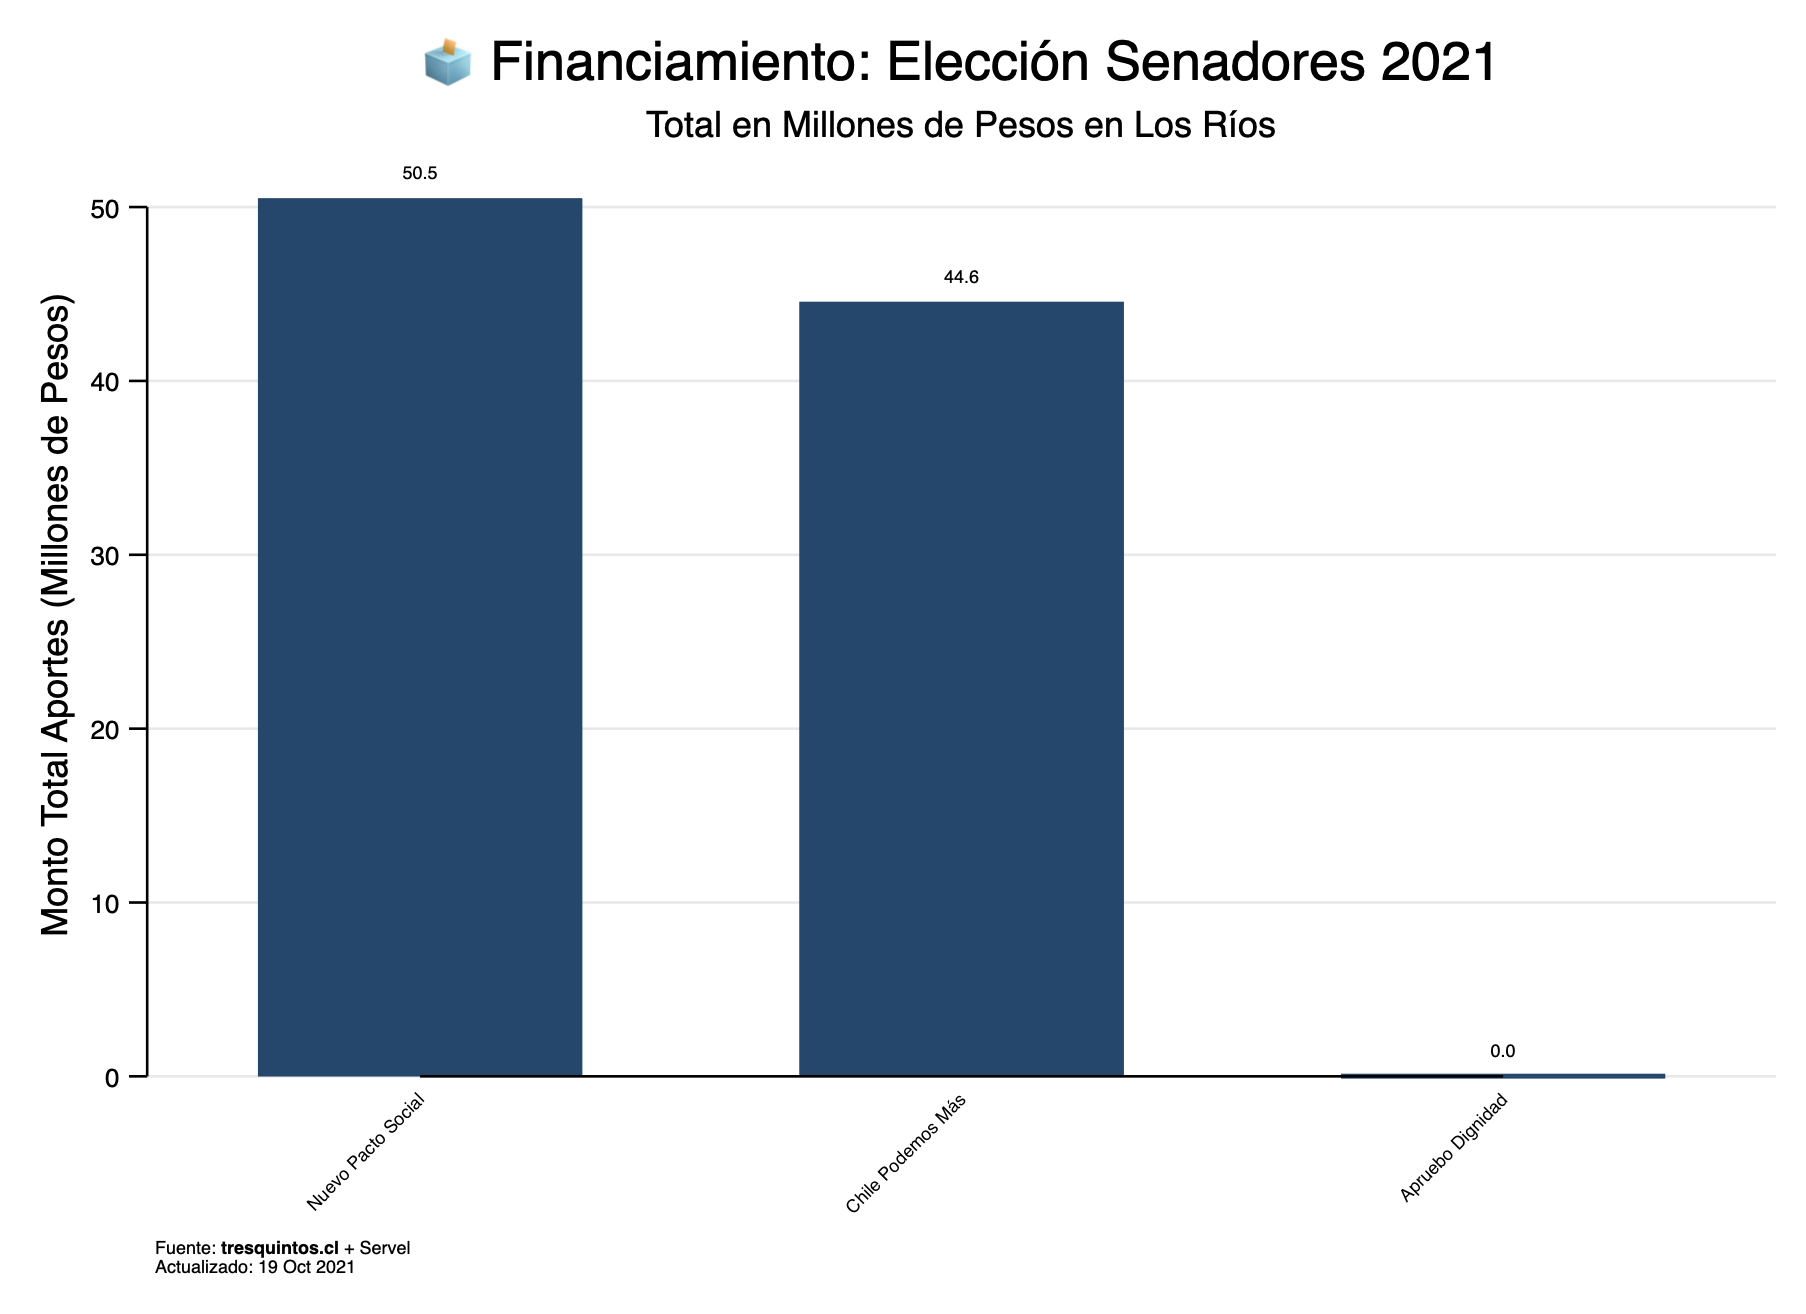 Financiamiento: Elección Senadores 2021
Total en Millones de Pesos en Los Ríos
Monto Total Aportes (Millones de Pesos)
50
40
30
20
10
0
50.5
44.6
0.0
Nuevo Pacto Social
Chile Podemos Más
Apruebo Dignidad
Fuente: tresquintos.cl + Servel
Actualizado: 19 Oct 2021